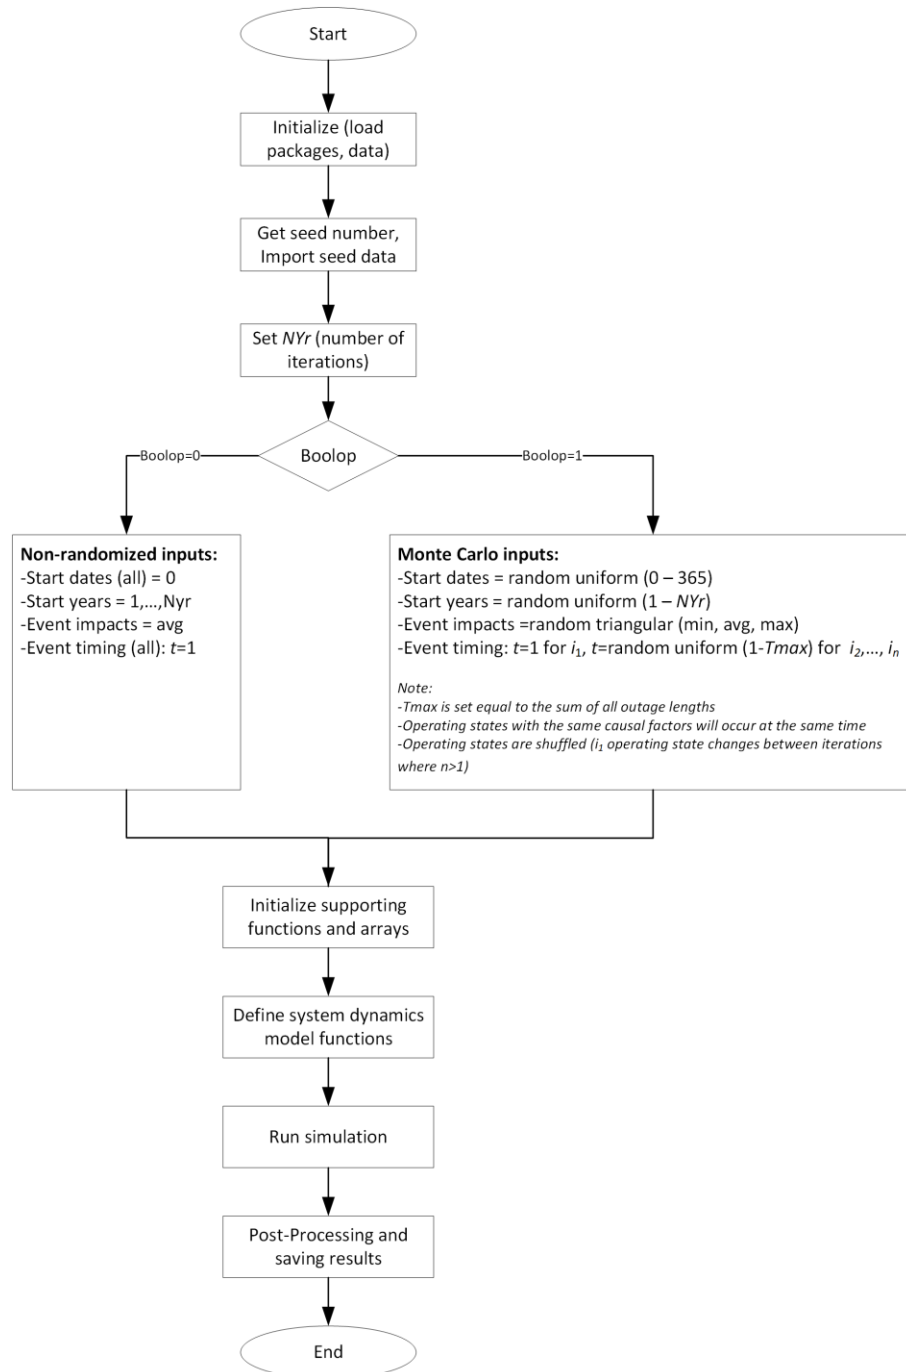 Start
Initialize (load
packages, data)
Get seed number,
Import seed data
Set NYr (number of
iterations)
Boolop
Boolop=0
Boolop=1
Non-randomized inputs:
-Start dates (all) = 0
-Start years = 1,...,Nyr
-Event impacts = avg
-Event timing (all): t=1
Monte Carlo inputs:
-Start dates = random uniform (0 – 365)
-Start years = random uniform (1 – NYr)
-Event impacts =random triangular (min, avg, max)
-Event timing: t=1 for i₁, t=random uniform (1-Tmax) for i₂,..., iₙ
Note:
-Tmax is set equal to the sum of all outage lengths
-Operating states with the same causal factors will occur at the same time
-Operating states are shuffled (i₁ operating state changes between iterations
where n>1)
Initialize supporting
functions and arrays
Define system dynamics
model functions
Run simulation
Post-Processing and
saving results
End